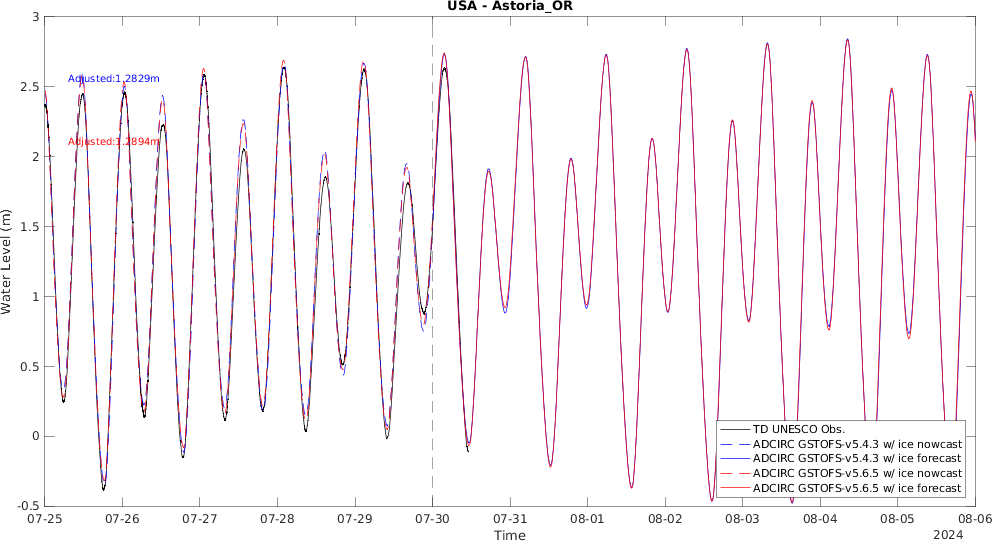 USA - Astoria_OR
3
2.5
2
1.5
1
0.5
0
-0.5
Water Level (m)
Adjusted:1.2829m
Adjusted:1.2894m
TD UNESCO Obs.
ADCIRC GSTOFS-v5.4.3 w/ ice nowcast
ADCIRC GSTOFS-v5.4.3 w/ ice forecast
ADCIRC GSTOFS-v5.6.5 w/ ice nowcast
ADCIRC GSTOFS-v5.6.5 w/ ice forecast
07-25 07-26 07-27 07-28 07-29 07-30 07-31 08-01 08-02 08-03 08-04 08-05 08-06
Time
2024